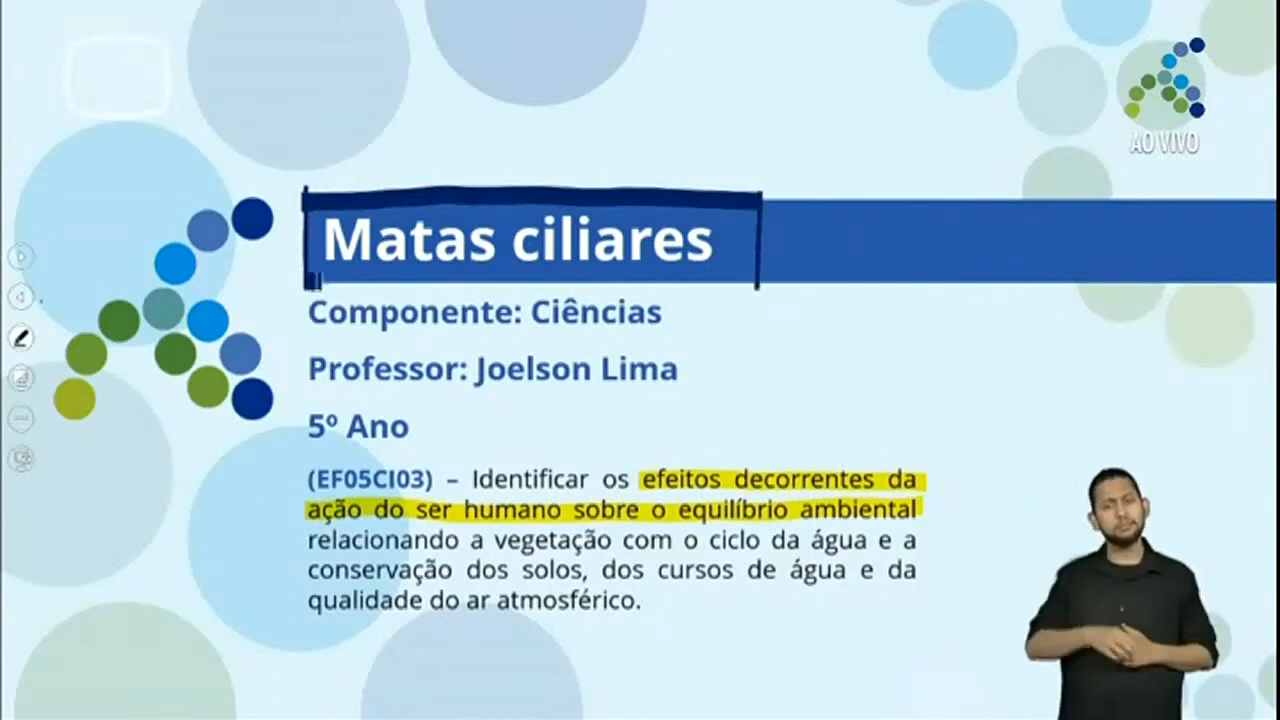 AO VIVO
Matas ciliares
Componente: Ciências
Professor: Joelson Lima
5º Ano
(EF05CI03) – Identificar os efeitos decorrentes da
ação do ser humano sobre o equilíbrio ambiental
relacionando a vegetação com o ciclo da água e a
conservação dos solos, dos cursos de água e da
qualidade do ar atmosférico.